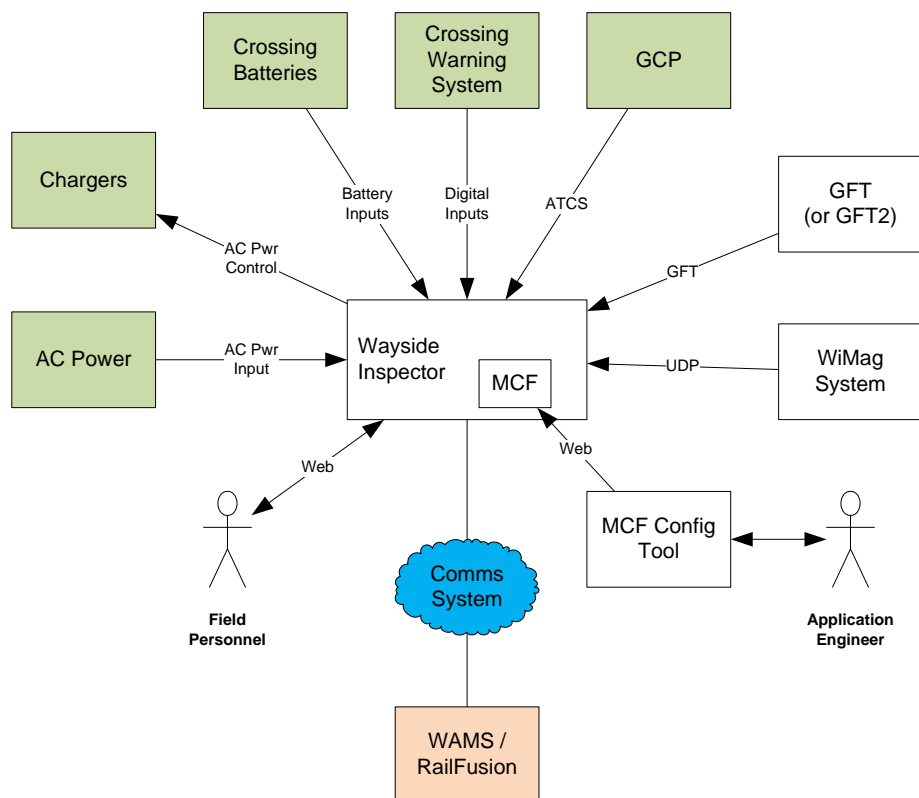 Crossing
Batteries
Crossing
Warning
System
GCP
Chargers
Battery
Inputs
Digital
Inputs
ATCS
GFT
(or GFT2)
AC Pwr
Control
GFT
AC Power
AC Pwr
Input
Wayside
Inspector
MCF
UDP
WiMag
System
Web
Web
MCF Config
Tool
Comms
System
Field
Personnel
Application
Engineer
WAMS /
RailFusion